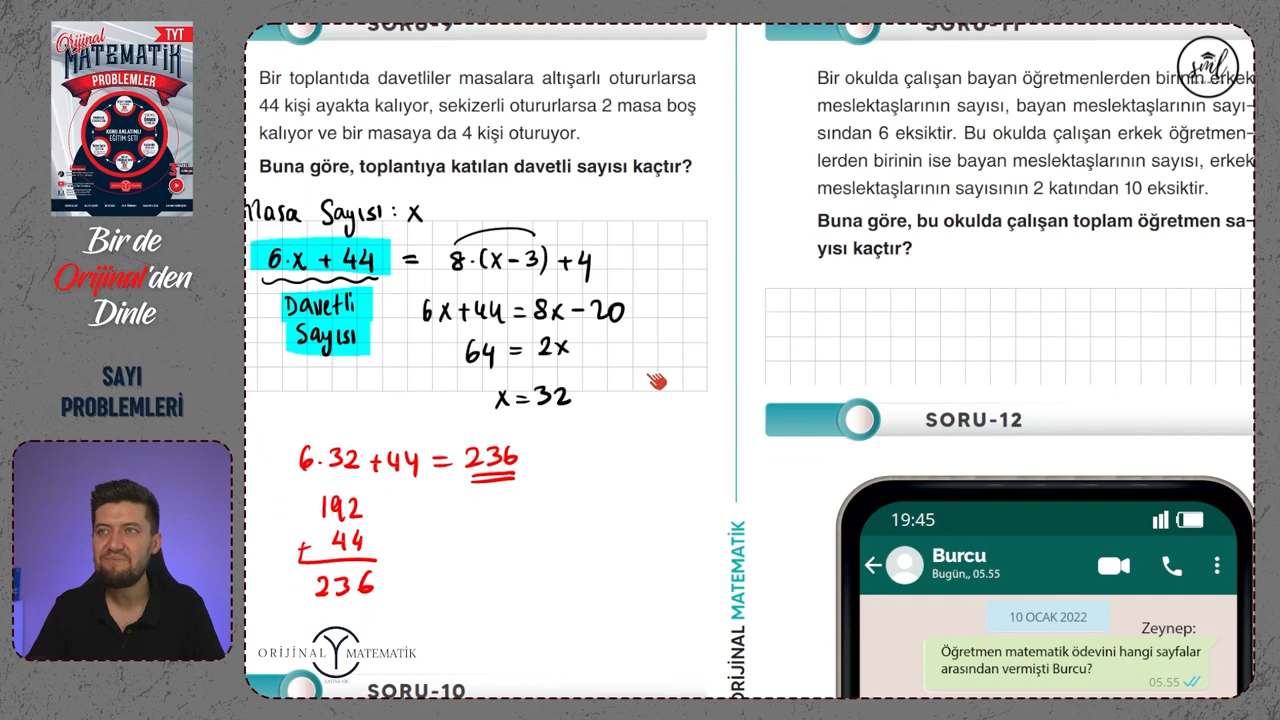 TYT
Orijinal
MATEMATİK
PROBLEMLER
KONU ANLATIMLI
EĞİTİM SETİ
Bir de
Orijinal'den
Dinle
SAYI
PROBLEMLERİ
SORU-9
Bir toplantıda davetliler masalara altışarlı otururlarsa
44 kişi ayakta kalıyor, sekizerli otururlarsa 2 masa boş
kalıyor ve bir masaya da 4 kişi oturuyor.
Buna göre, toplantıya katılan davetli sayısı kaçtır?
Masa Sayısı : x
6.x + 44 = 8.(x-3) + 4
Davetli
Sayısı
6x+44 = 8x-20
64 = 2x
x = 32
6.32 + 44 = 236
192
+ 44
236
ORİJİNAL MATEMATİK
YAYINLARI
SORU-10
ORİJİNAL MATEMATİK
SORU-11
Bir okulda çalışan bayan öğretmenlerden birinin erkek
meslektaşlarının sayısı, bayan meslektaşlarının sayı-
sından 6 eksiktir. Bu okulda çalışan erkek öğretmen-
lerden birinin ise bayan meslektaşlarının sayısı, erkek
meslektaşlarının sayısının 2 katından 10 eksiktir.
Buna göre, bu okulda çalışan toplam öğretmen sa-
yısı kaçtır?
SORU-12
19:45
Burcu
Bugün,, 05.55
10 OCAK 2022
Zeynep:
Öğretmen matematik ödevini hangi sayfalar
arasından vermişti Burcu?
05.55